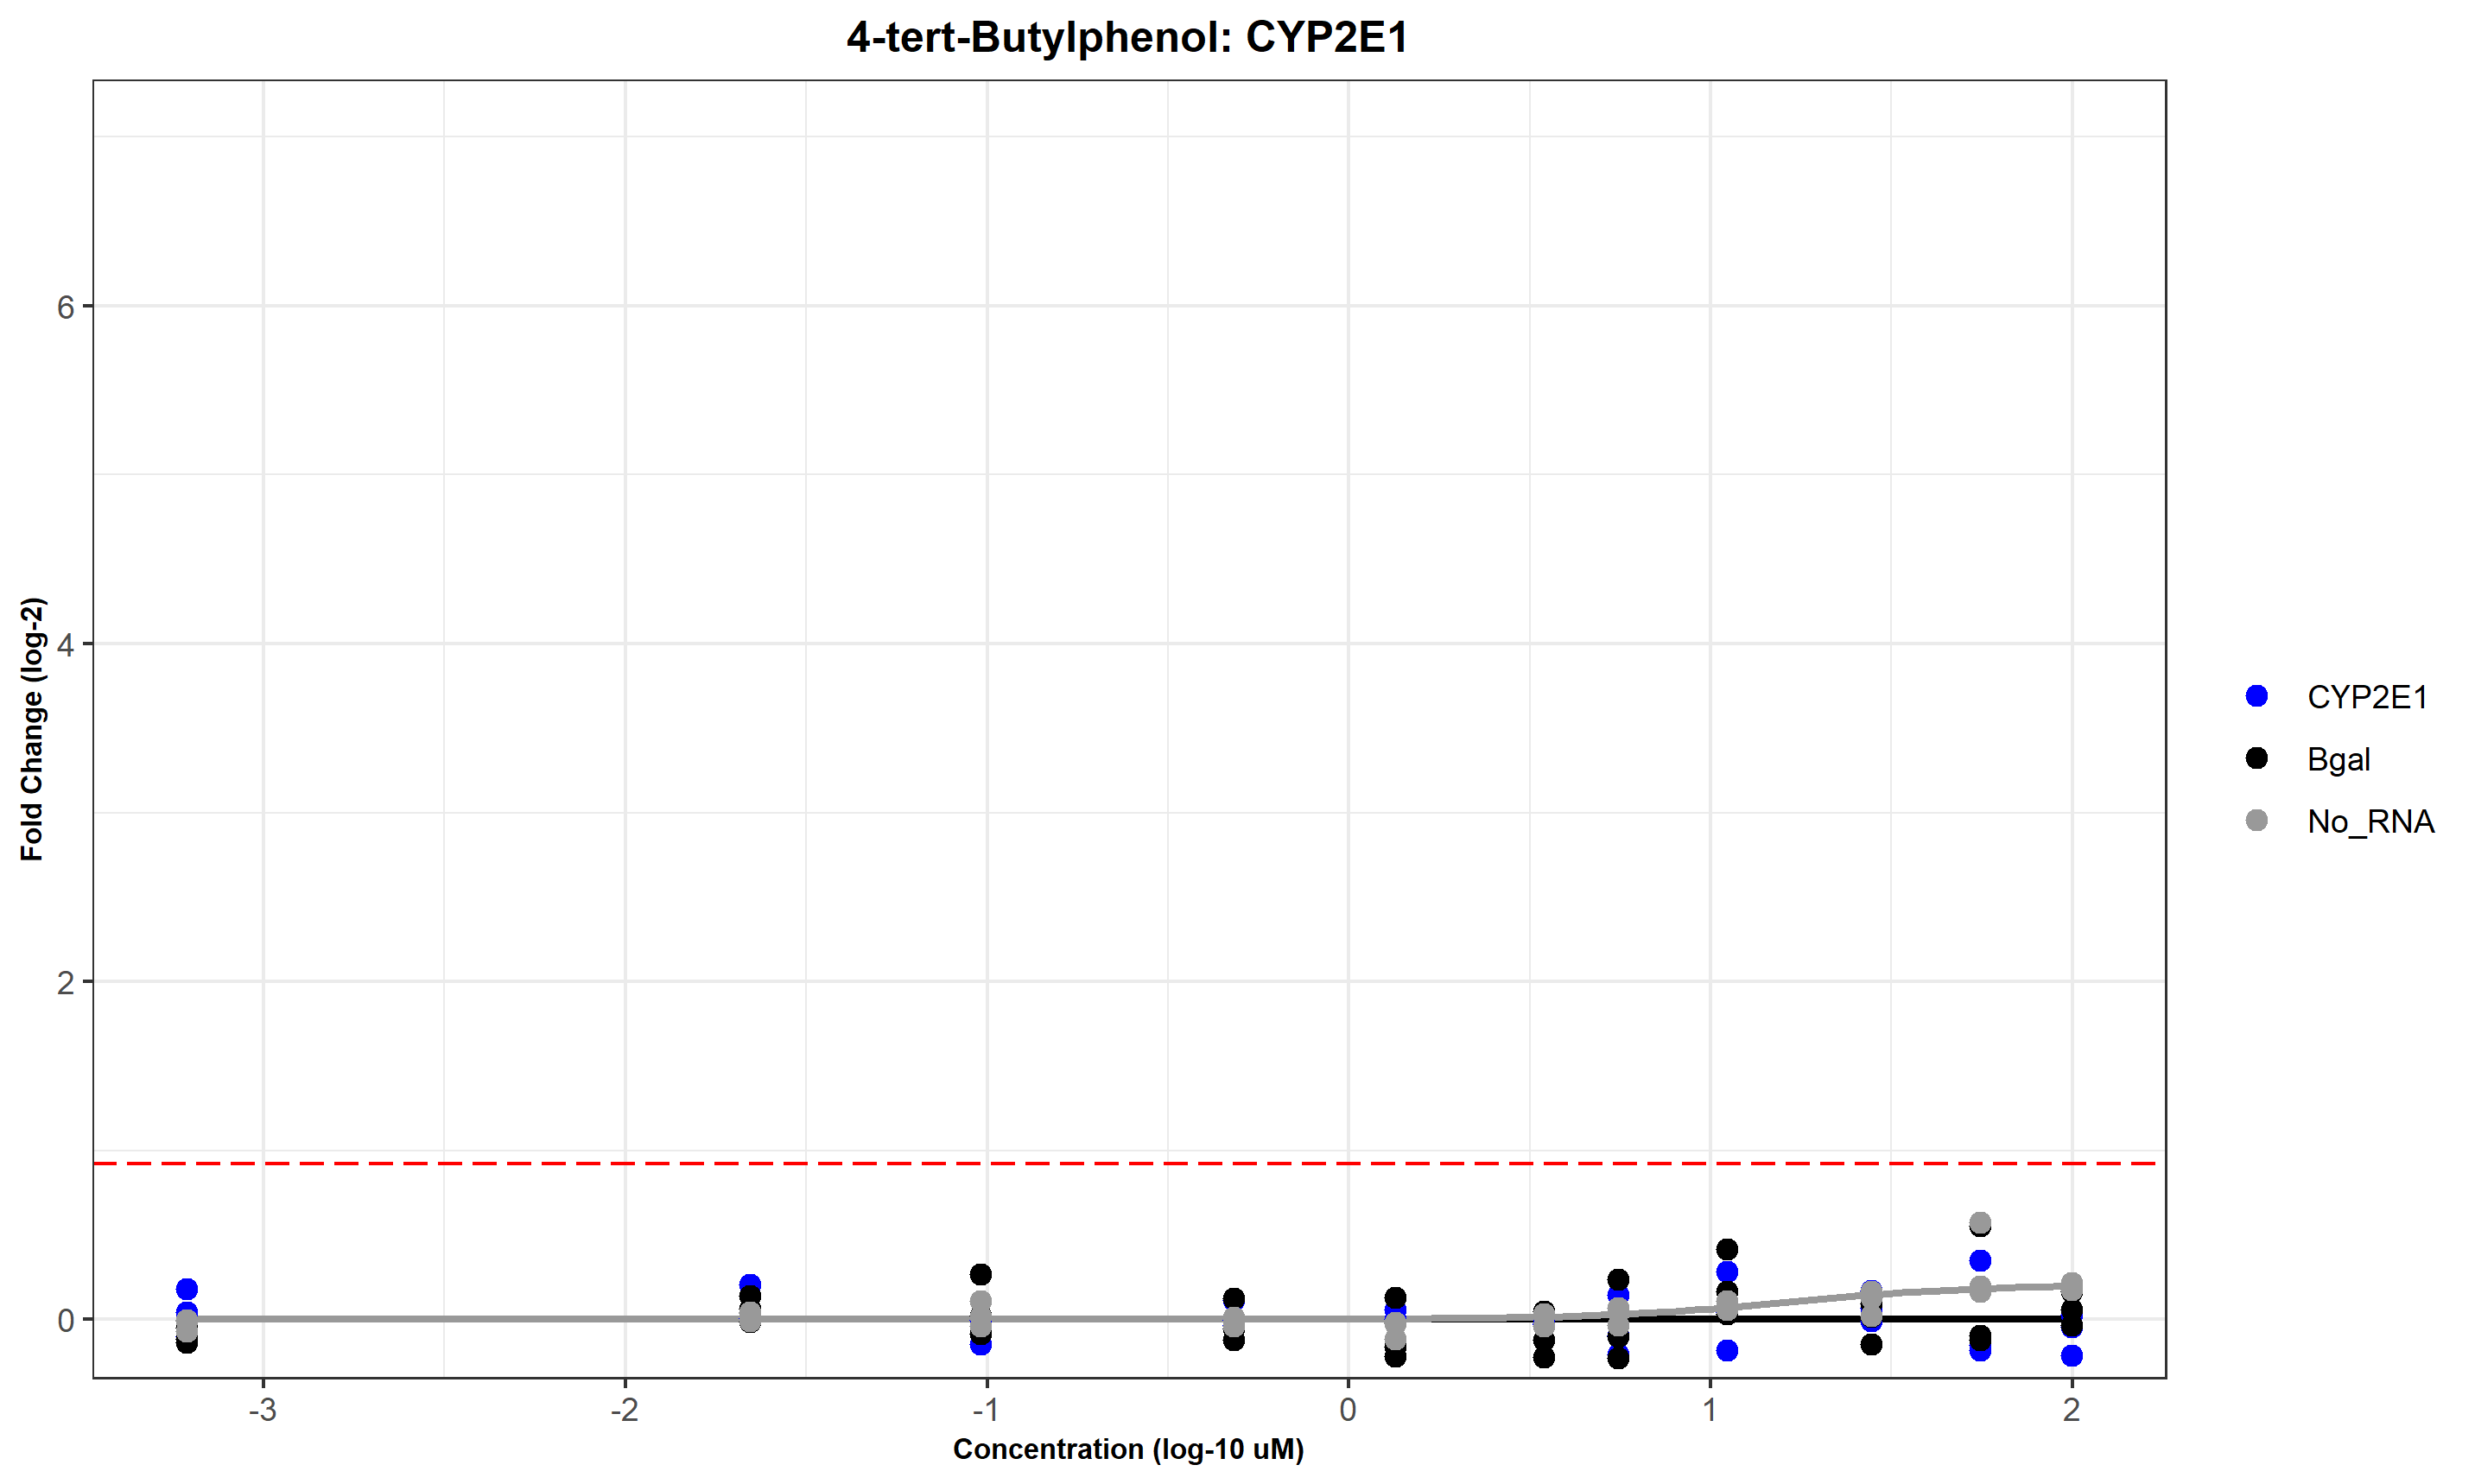 4-tert-Butylphenol: CYP2E1
Fold Change (log-2)
6
4
2
0
-3
-2
-1
0
1
2
Concentration (log-10 uM)
CYP2E1
Bgal
No_RNA